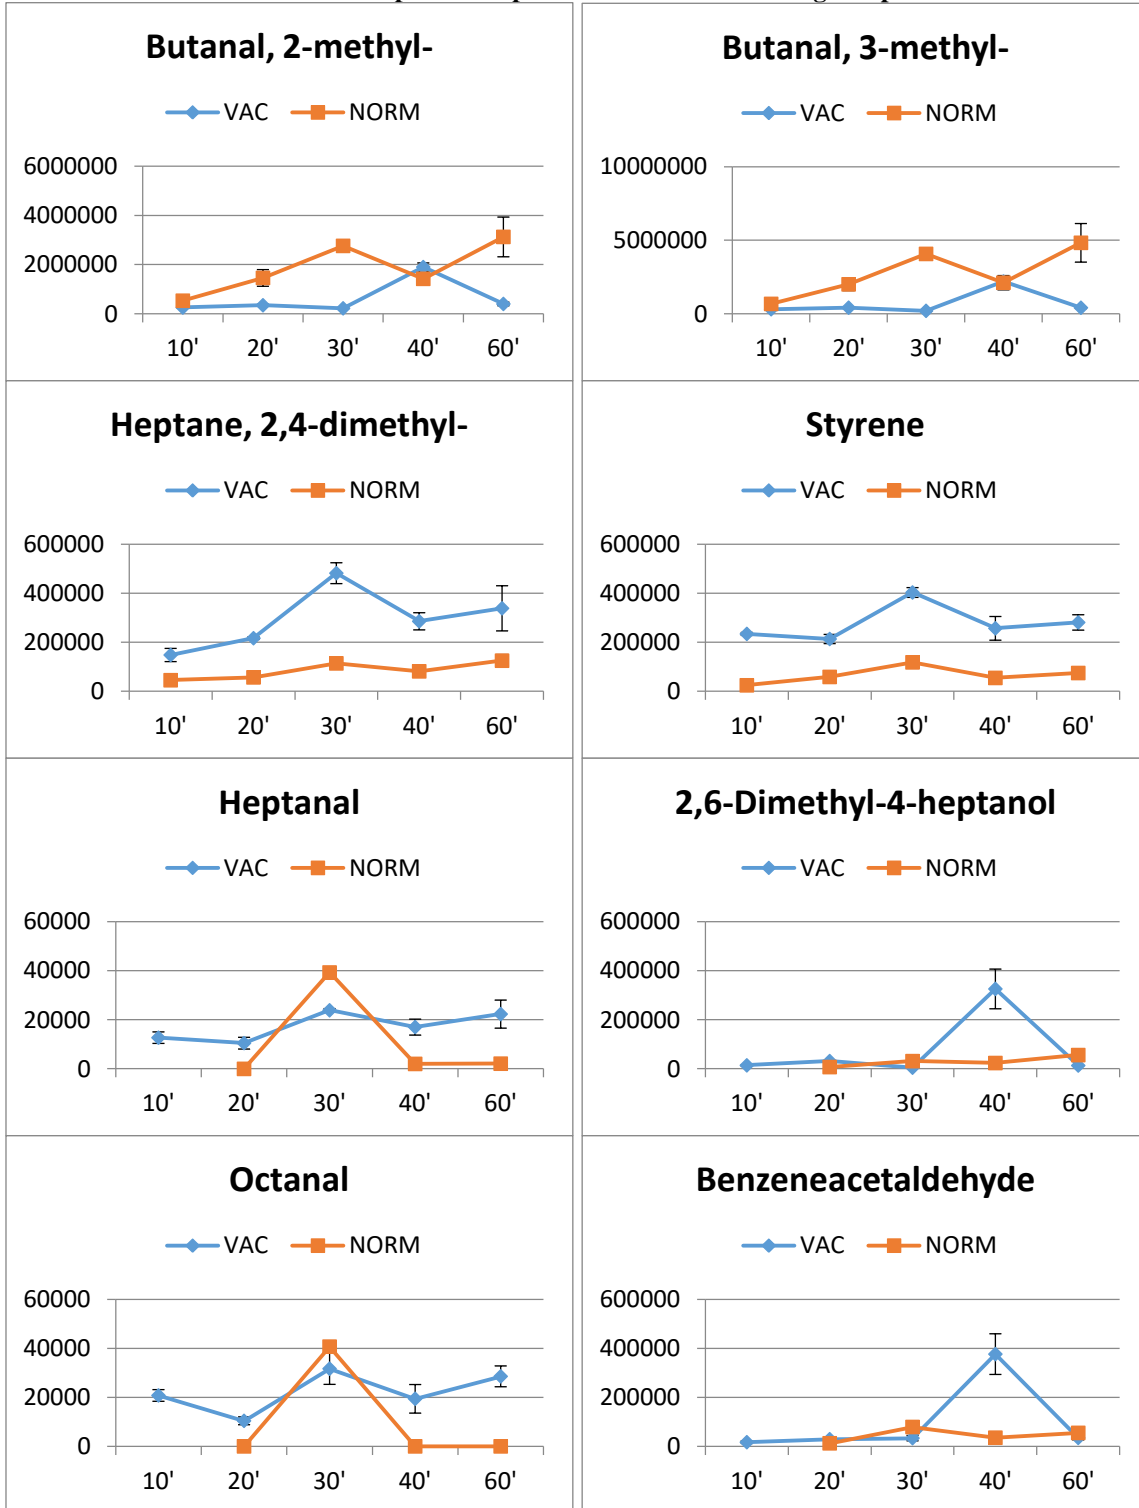 Butanal, 2-methyl-
VAC NORM
6000000
4000000
2000000
0
10' 20' 30' 40' 60'
Butanal, 3-methyl-
VAC NORM
10000000
5000000
0
10' 20' 30' 40' 60'
Heptane, 2,4-dimethyl-
VAC NORM
600000
400000
200000
0
10' 20' 30' 40' 60'
Styrene
VAC NORM
600000
400000
200000
0
10' 20' 30' 40' 60'
Heptanal
VAC NORM
60000
40000
20000
0
10' 20' 30' 40' 60'
2,6-Dimethyl-4-heptanol
VAC NORM
600000
400000
200000
0
10' 20' 30' 40' 60'
Octanal
VAC NORM
60000
40000
20000
0
10' 20' 30' 40' 60'
Benzeneacetaldehyde
VAC NORM
600000
400000
200000
0
10' 20' 30' 40' 60'